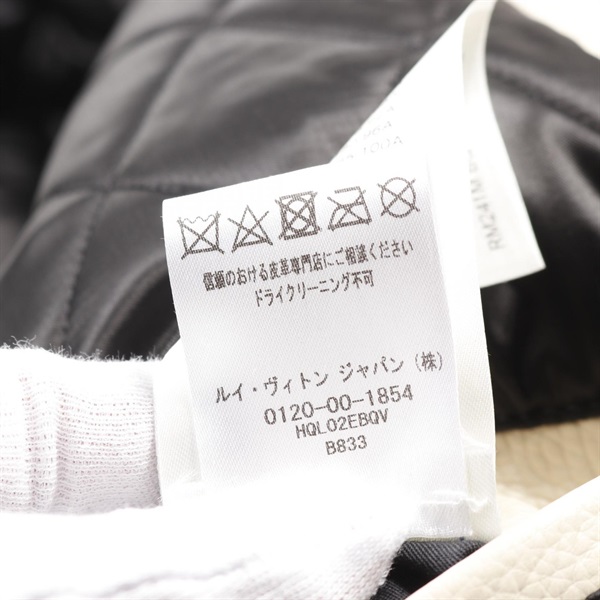 信頼のおける皮革専門店にご相談ください
ドライクリーニング不可
ルイ・ヴィトン ジャパン (株)
0120-00-1854
HQL02EBQV
B833